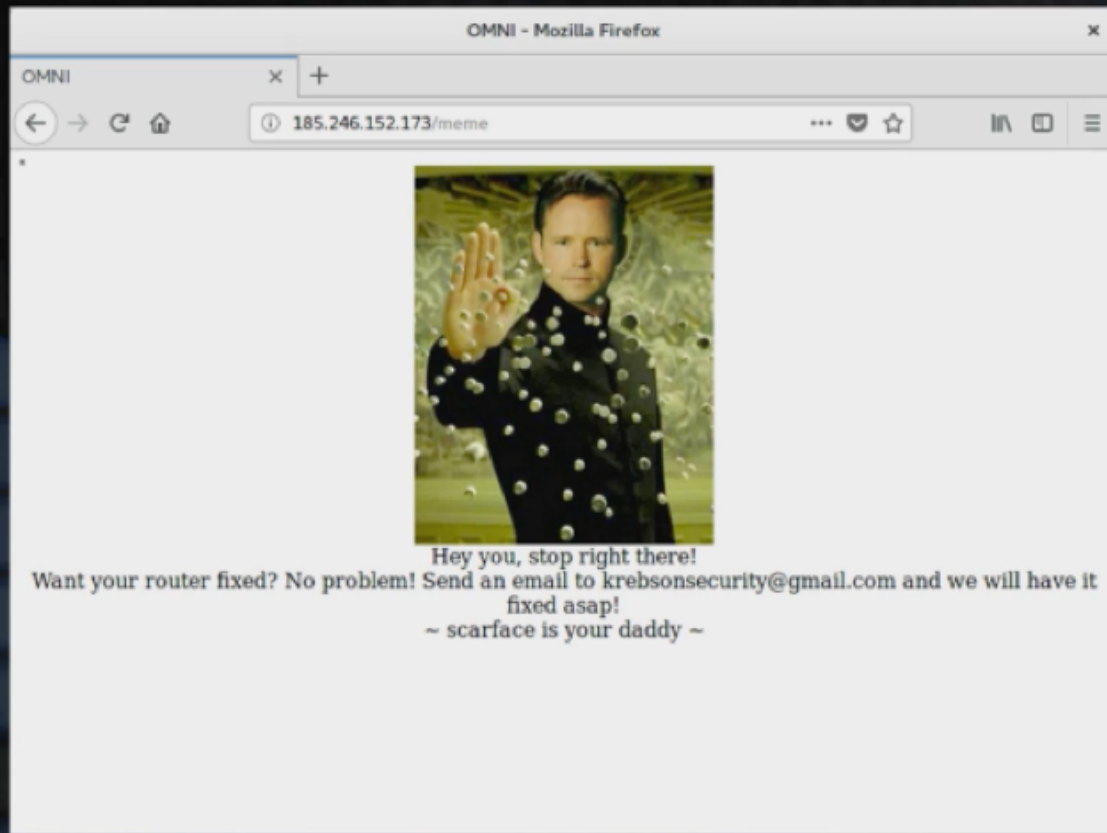 OMNI - Mozilla Firefox
OMNI
185.246.152.173/meme
Hey you, stop right there!
Want your router fixed? No problem! Send an email to krebsonsecurity@gmail.com and we will have it
fixed asap!
~ scarface is your daddy ~